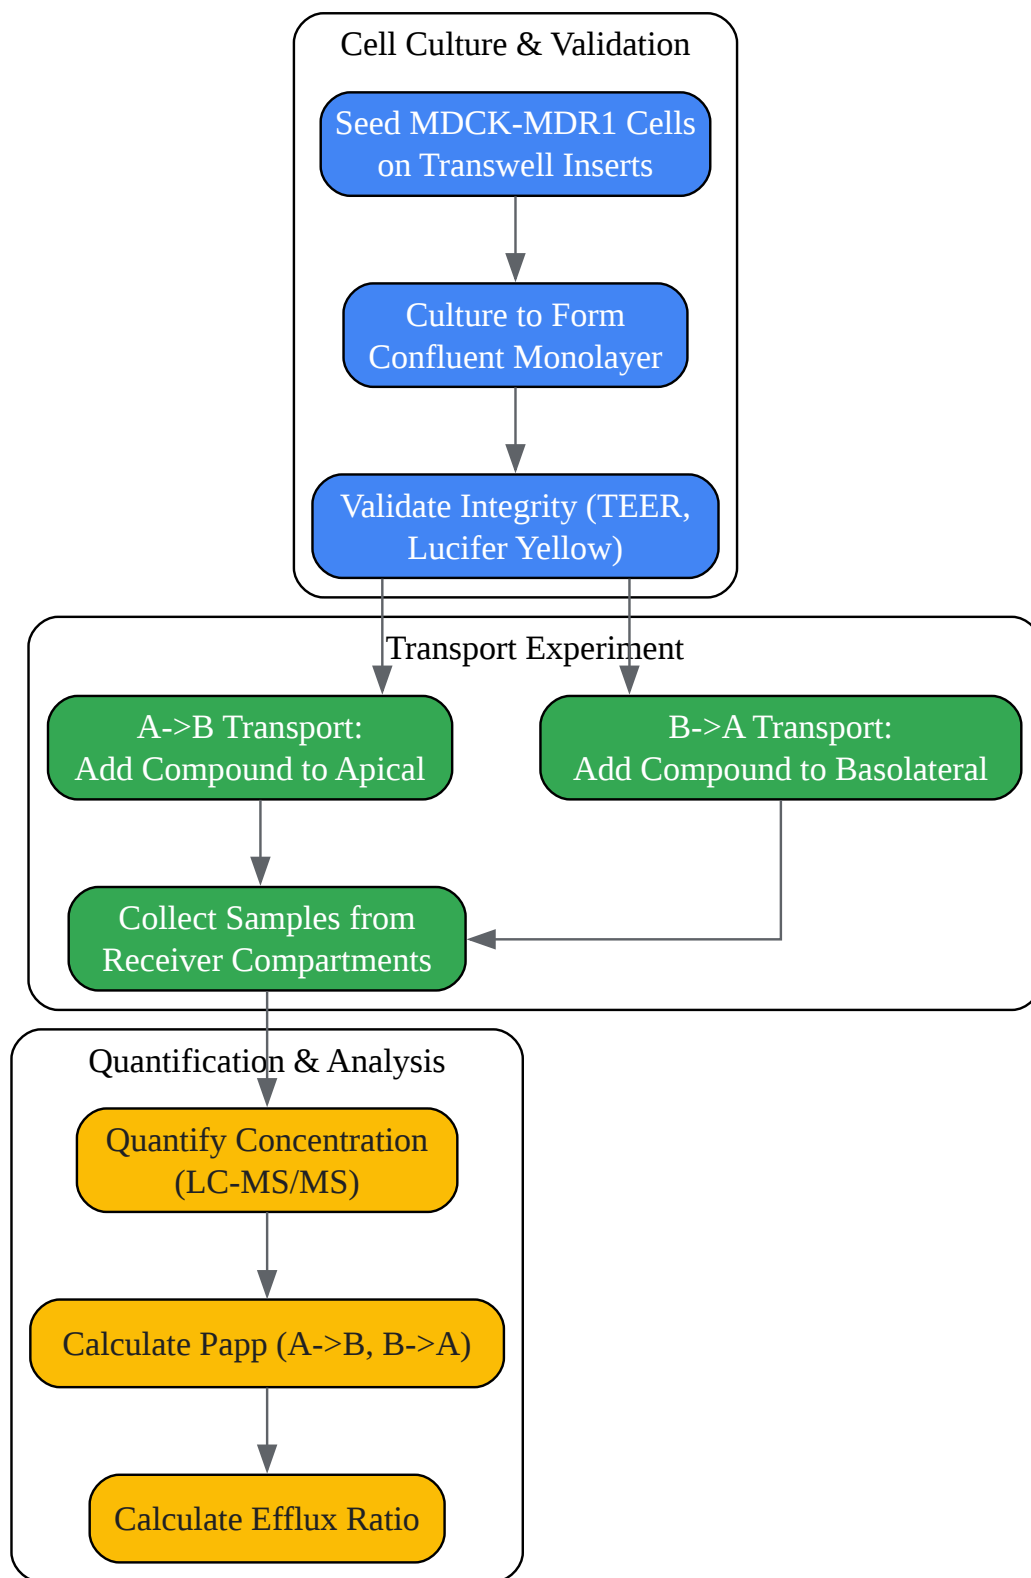 Cell Culture & Validation
Seed MDCK-MDR1 Cells
on Transwell Inserts
Culture to Form
Confluent Monolayer
Validate Integrity (TEER,
Lucifer Yellow)
Transport Experiment
A->B Transport:
Add Compound to Apical
B->A Transport:
Add Compound to Basolateral
Collect Samples from
Receiver Compartments
Quantification & Analysis
Quantify Concentration
(LC-MS/MS)
Calculate Papp (A->B, B->A)
Calculate Efflux Ratio